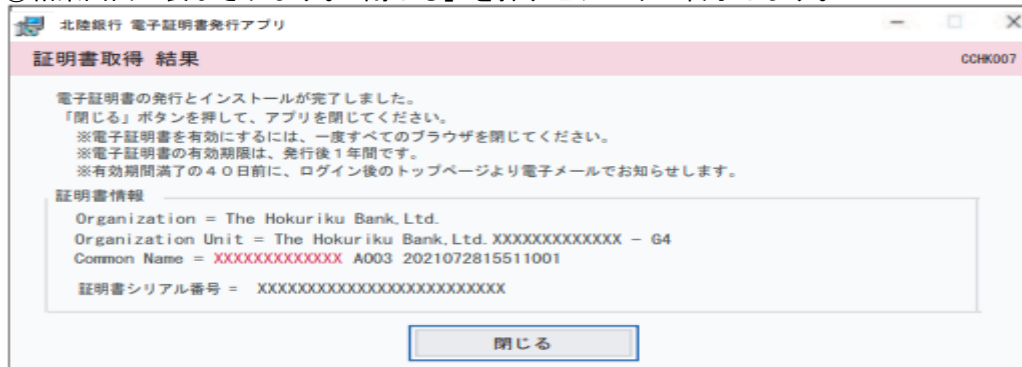 北陸銀行 電子証明書発行アプリ
証明書取得 結果
CCHK007
電子証明書の発行とインストールが完了しました。
「閉じる」ボタンを押して、アプリを閉じてください。
※電子証明書を有効にするには、一度すべてのブラウザを閉じてください。
※電子証明書の有効期限は、発行後1年間です。
※有効期間満了の40日前に、ログイン後のトップページより電子メールでお知らせします。
証明書情報
Organization = The Hokuriku Bank,Ltd.
Organization Unit = The Hokuriku Bank,Ltd.XXXXXXXXXXXXX - G4
Common Name = XXXXXXXXXXXXX A003 2021072815511001
証明書シリアル番号 = XXXXXXXXXXXXXXXXXXXXXXXXX
閉じる